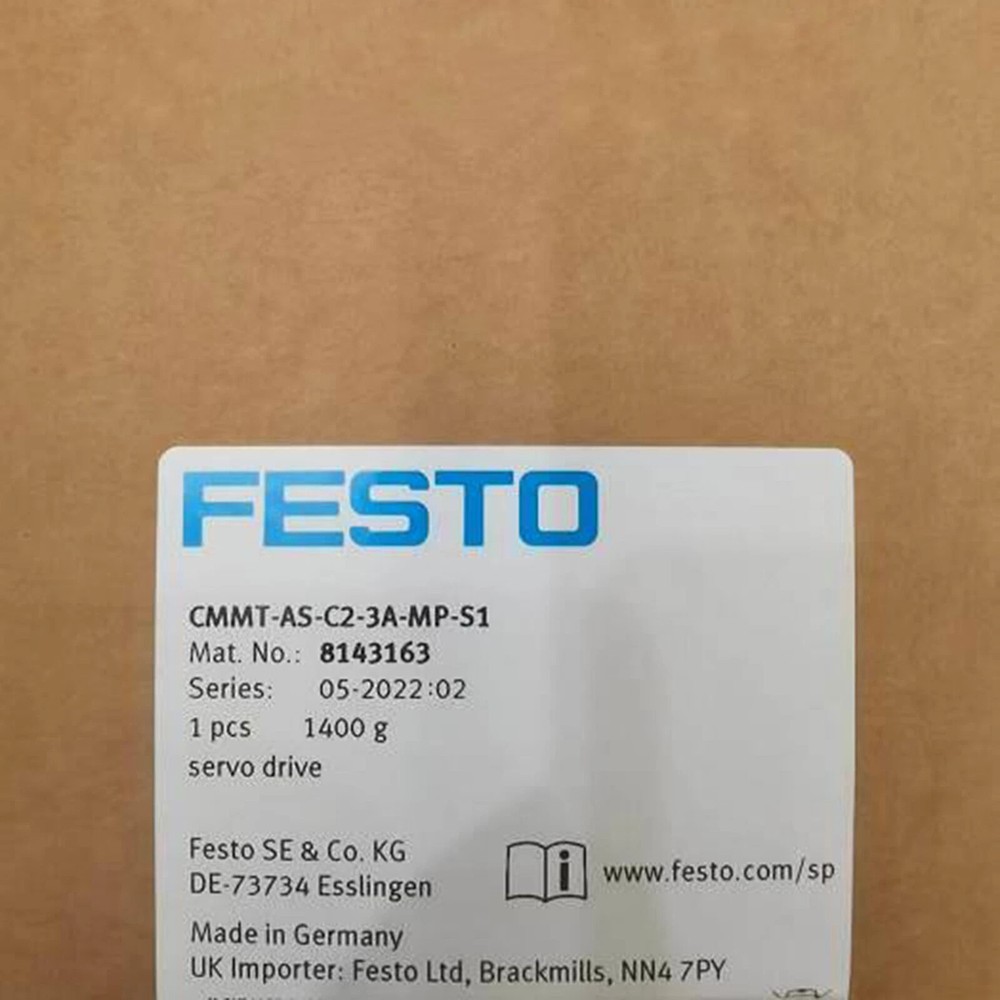 FESTO
CMMT-AS-C2-3A-MP-S1
Mat. No.: 8143163
Series: 05-2022:02
1 pcs 1400 g
servo drive
Festo SE & Co. KG
DE-73734 Esslingen
i www.festo.com/sp
Made in Germany
UK Importer: Festo Ltd, Brackmills, NN4 7PY